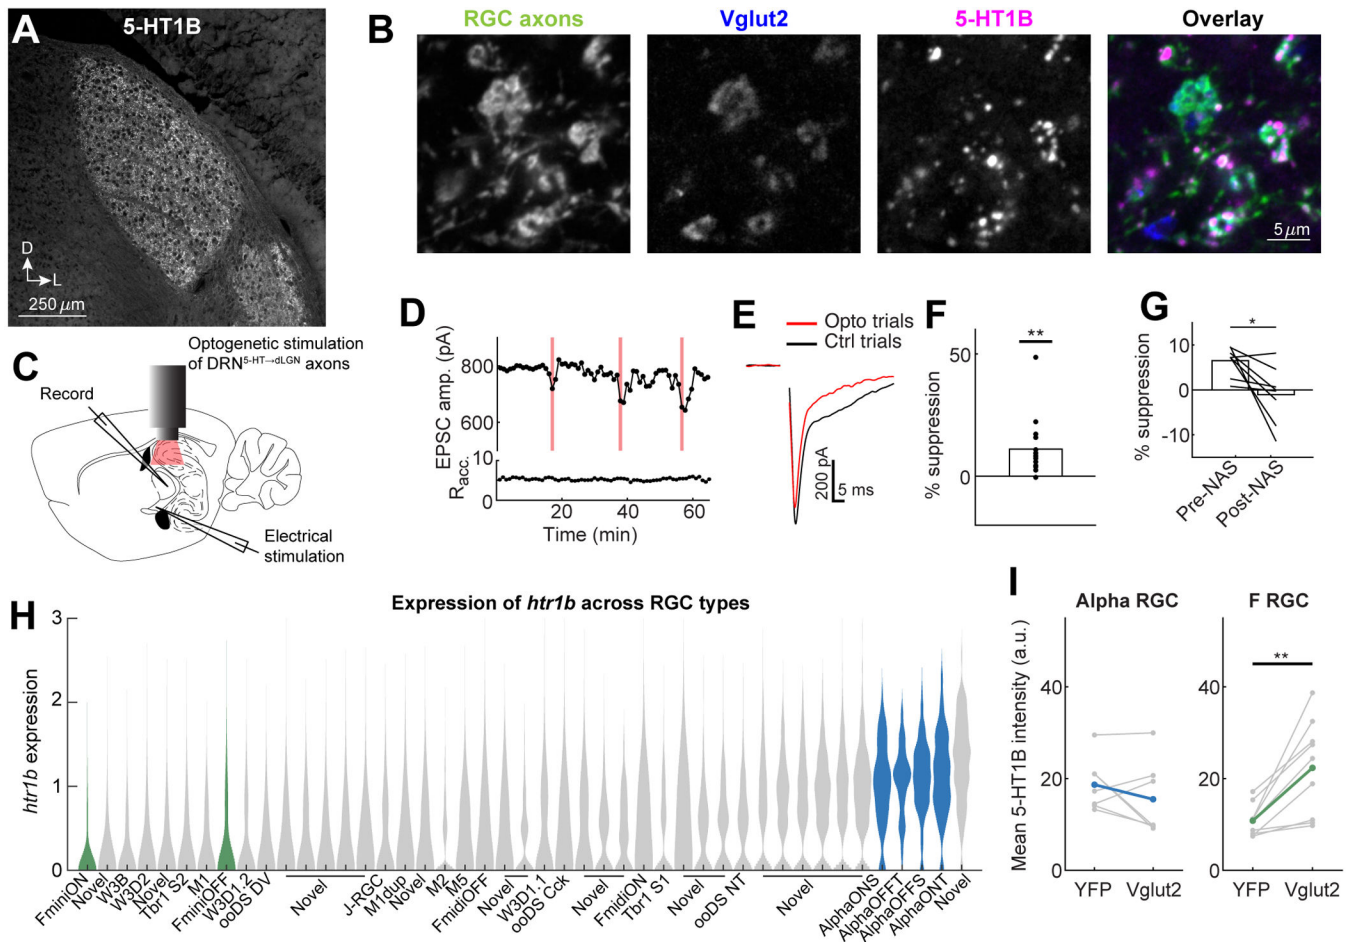 A
5-HT1B
D
L
250 μm
B
RGC axons
Vglut2
5-HT1B
Overlay
5 μm
C
Optogenetic stimulation
of DRN5-HT→dLGN axons
Record
Electrical
stimulation
D
EPSC amp. (pA)
800
600
Racc.
10
0
20
40
60
Time (min)
E
Opto trials
Ctrl trials
200 pA
5 ms
F
**
% suppression
50
0
G
*
% suppression
10
0
-10
Pre-NAS
Post-NAS
H
Expression of htr1b across RGC types
htr1b expression
3
2
1
0
FminiON
Novel
W3B
W3D2
Novel
Tbr1 S2
M1
FminiOFF
W3D1.2
ooDS DV
Novel
J-RGC
M1dup
Novel
M2
M5
FmidiOFF
Novel
W3D1.1
ooDS Cck
Novel
FmidiON
Tbr1 S1
Novel
ooDS NT
Novel
AlphaONS
AlphaOFFT
AlphaOFFS
AlphaONT
Novel
I
Alpha RGC
F RGC
Mean 5-HT1B intensity (a.u.)
40
20
0
YFP
Vglut2
**
40
20
0
YFP
Vglut2